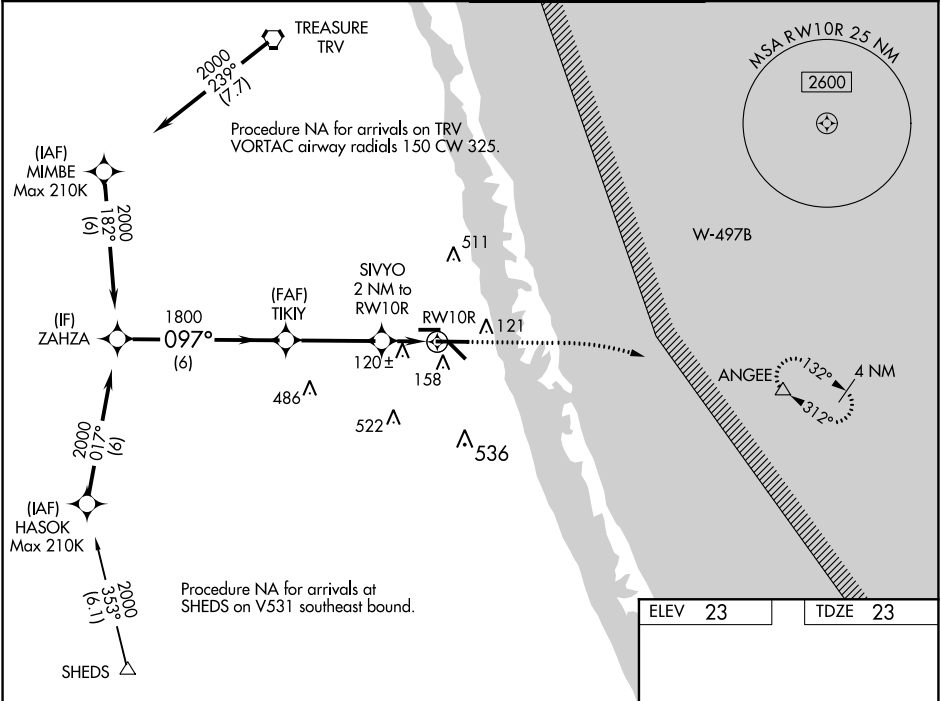 TREASURE
TRV
2000
239°
(7.7)
MSA RW10R 25 NM
2600
Procedure NA for arrivals on TRV
VORTAC airway radials 150 CW 325.
(IAF)
MIMBE
Max 210K
2000
182°
(6)
W-497B
511
SIVYO
2 NM to
RW10R
(FAF)
TIKIY
RW10R
121
(IF)
ZAHZA
1800
097°
(6)
120±
158
ANGEE
132°
4 NM
312°
486
522
536
2000
017°
(6)
(IAF)
HASOK
Max 210K
2000
353°
(6.1)
Procedure NA for arrivals at
SHEDS on V531 southeast bound.
SHEDS
ELEV 23
TDZE 23